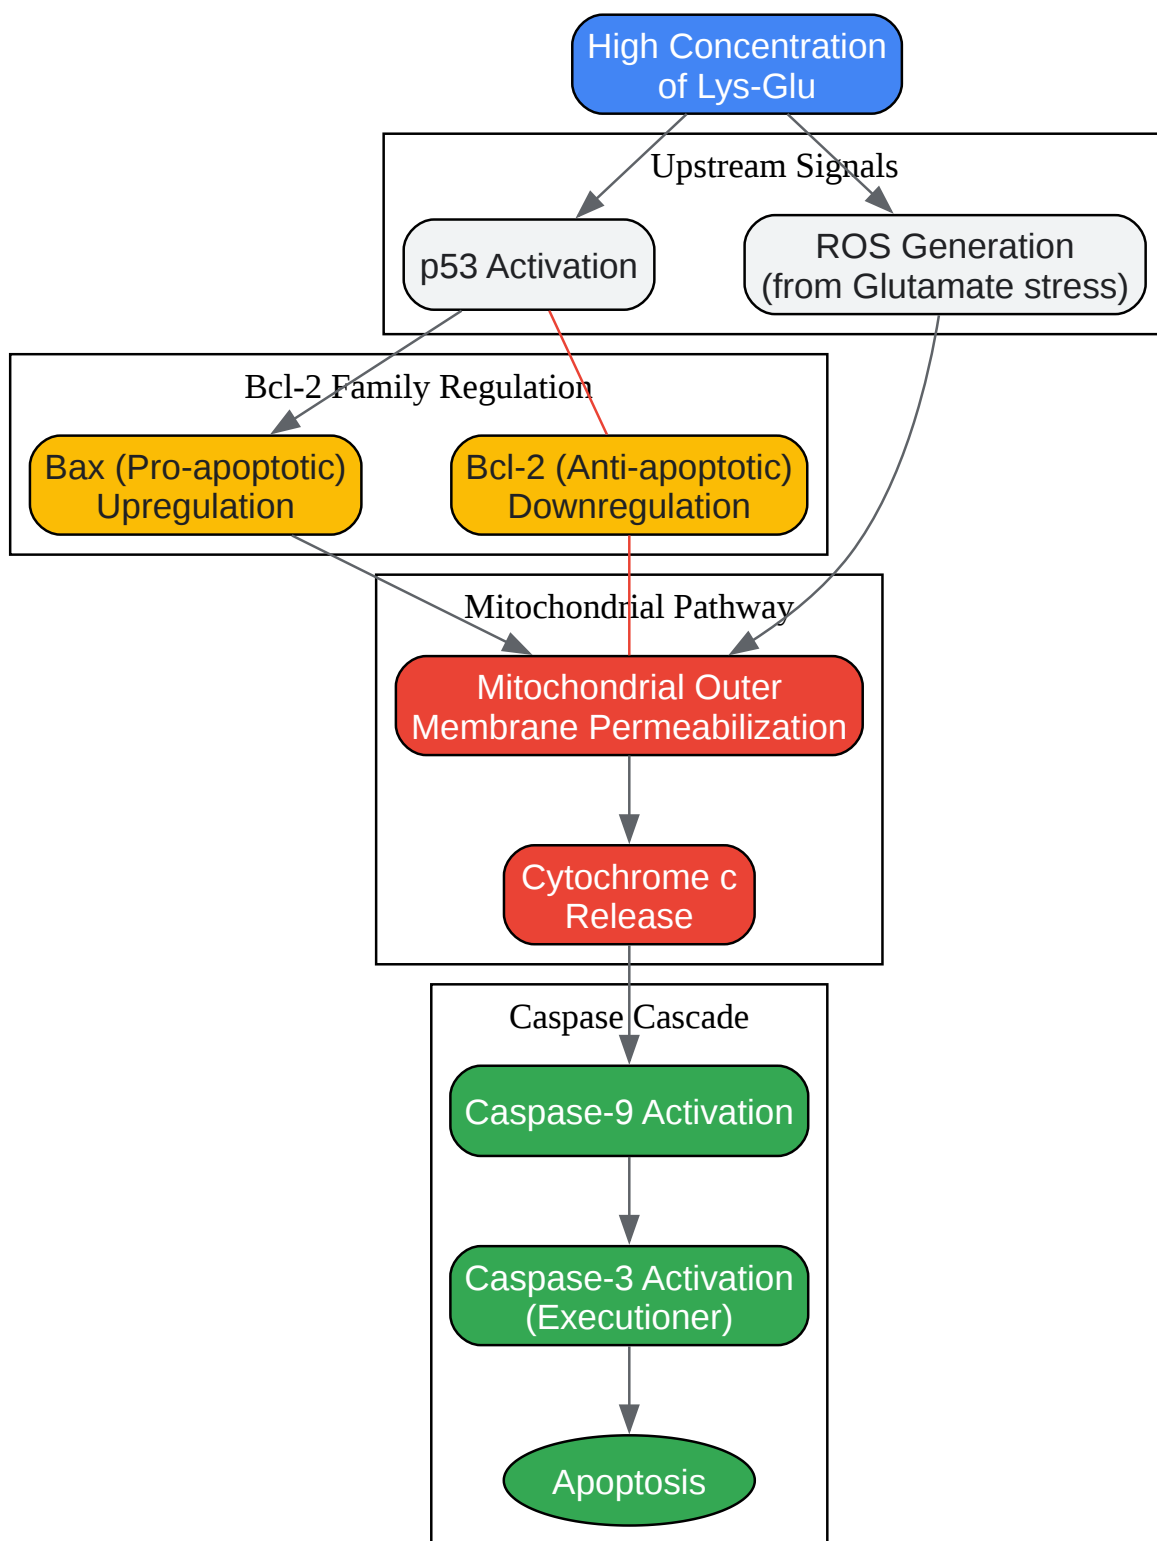 High Concentration
of Lys-Glu
Upstream Signals
p53 Activation
ROS Generation
(from Glutamate stress)
Bcl-2 Family Regulation
Bax (Pro-apoptotic)
Upregulation
Bcl-2 (Anti-apoptotic)
Downregulation
Mitochondrial Pathway
Mitochondrial Outer
Membrane Permeabilization
Cytochrome c
Release
Caspase Cascade
Caspase-9 Activation
Caspase-3 Activation
(Executioner)
Apoptosis